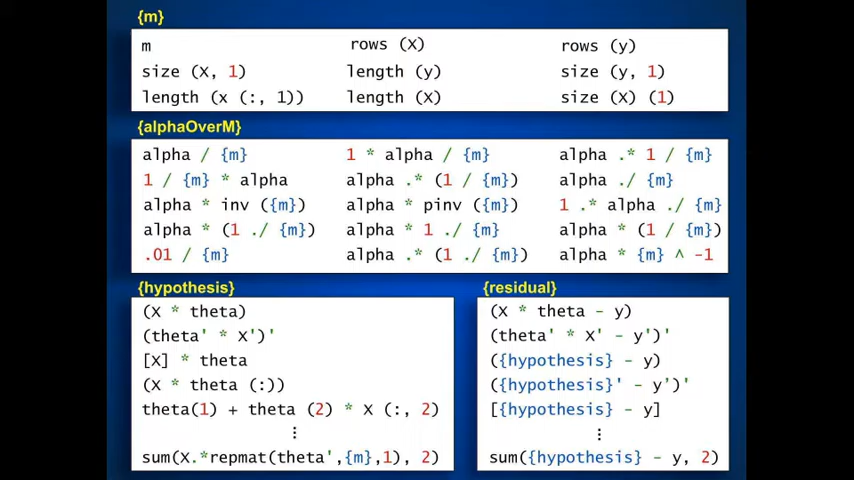 {m}
m rows (X) rows (y)
size (X, 1) length (y) size (y, 1)
length (x (:, 1)) length (X) size (X) (1)
{alphaOverM}
alpha / {m} 1 * alpha / {m} alpha .* 1 / {m}
1 / {m} * alpha alpha .* (1 / {m}) alpha ./ {m}
alpha * inv ({m}) alpha * pinv ({m}) 1 .* alpha ./ {m}
alpha * (1 ./ {m}) alpha * 1 ./ {m} alpha * (1 / {m})
.01 / {m} alpha .* (1 ./ {m}) alpha * {m} ^ -1
{hypothesis}
(X * theta)
(theta' * X')'
[X] * theta
(X * theta (:))
theta(1) + theta (2) * X (:, 2)
⋮
sum(X.*repmat(theta',{m},1), 2)
{residual}
(X * theta - y)
(theta' * X' - y')'
({hypothesis} - y)
({hypothesis}' - y')'
[{hypothesis} - y]
⋮
sum({hypothesis} - y, 2)